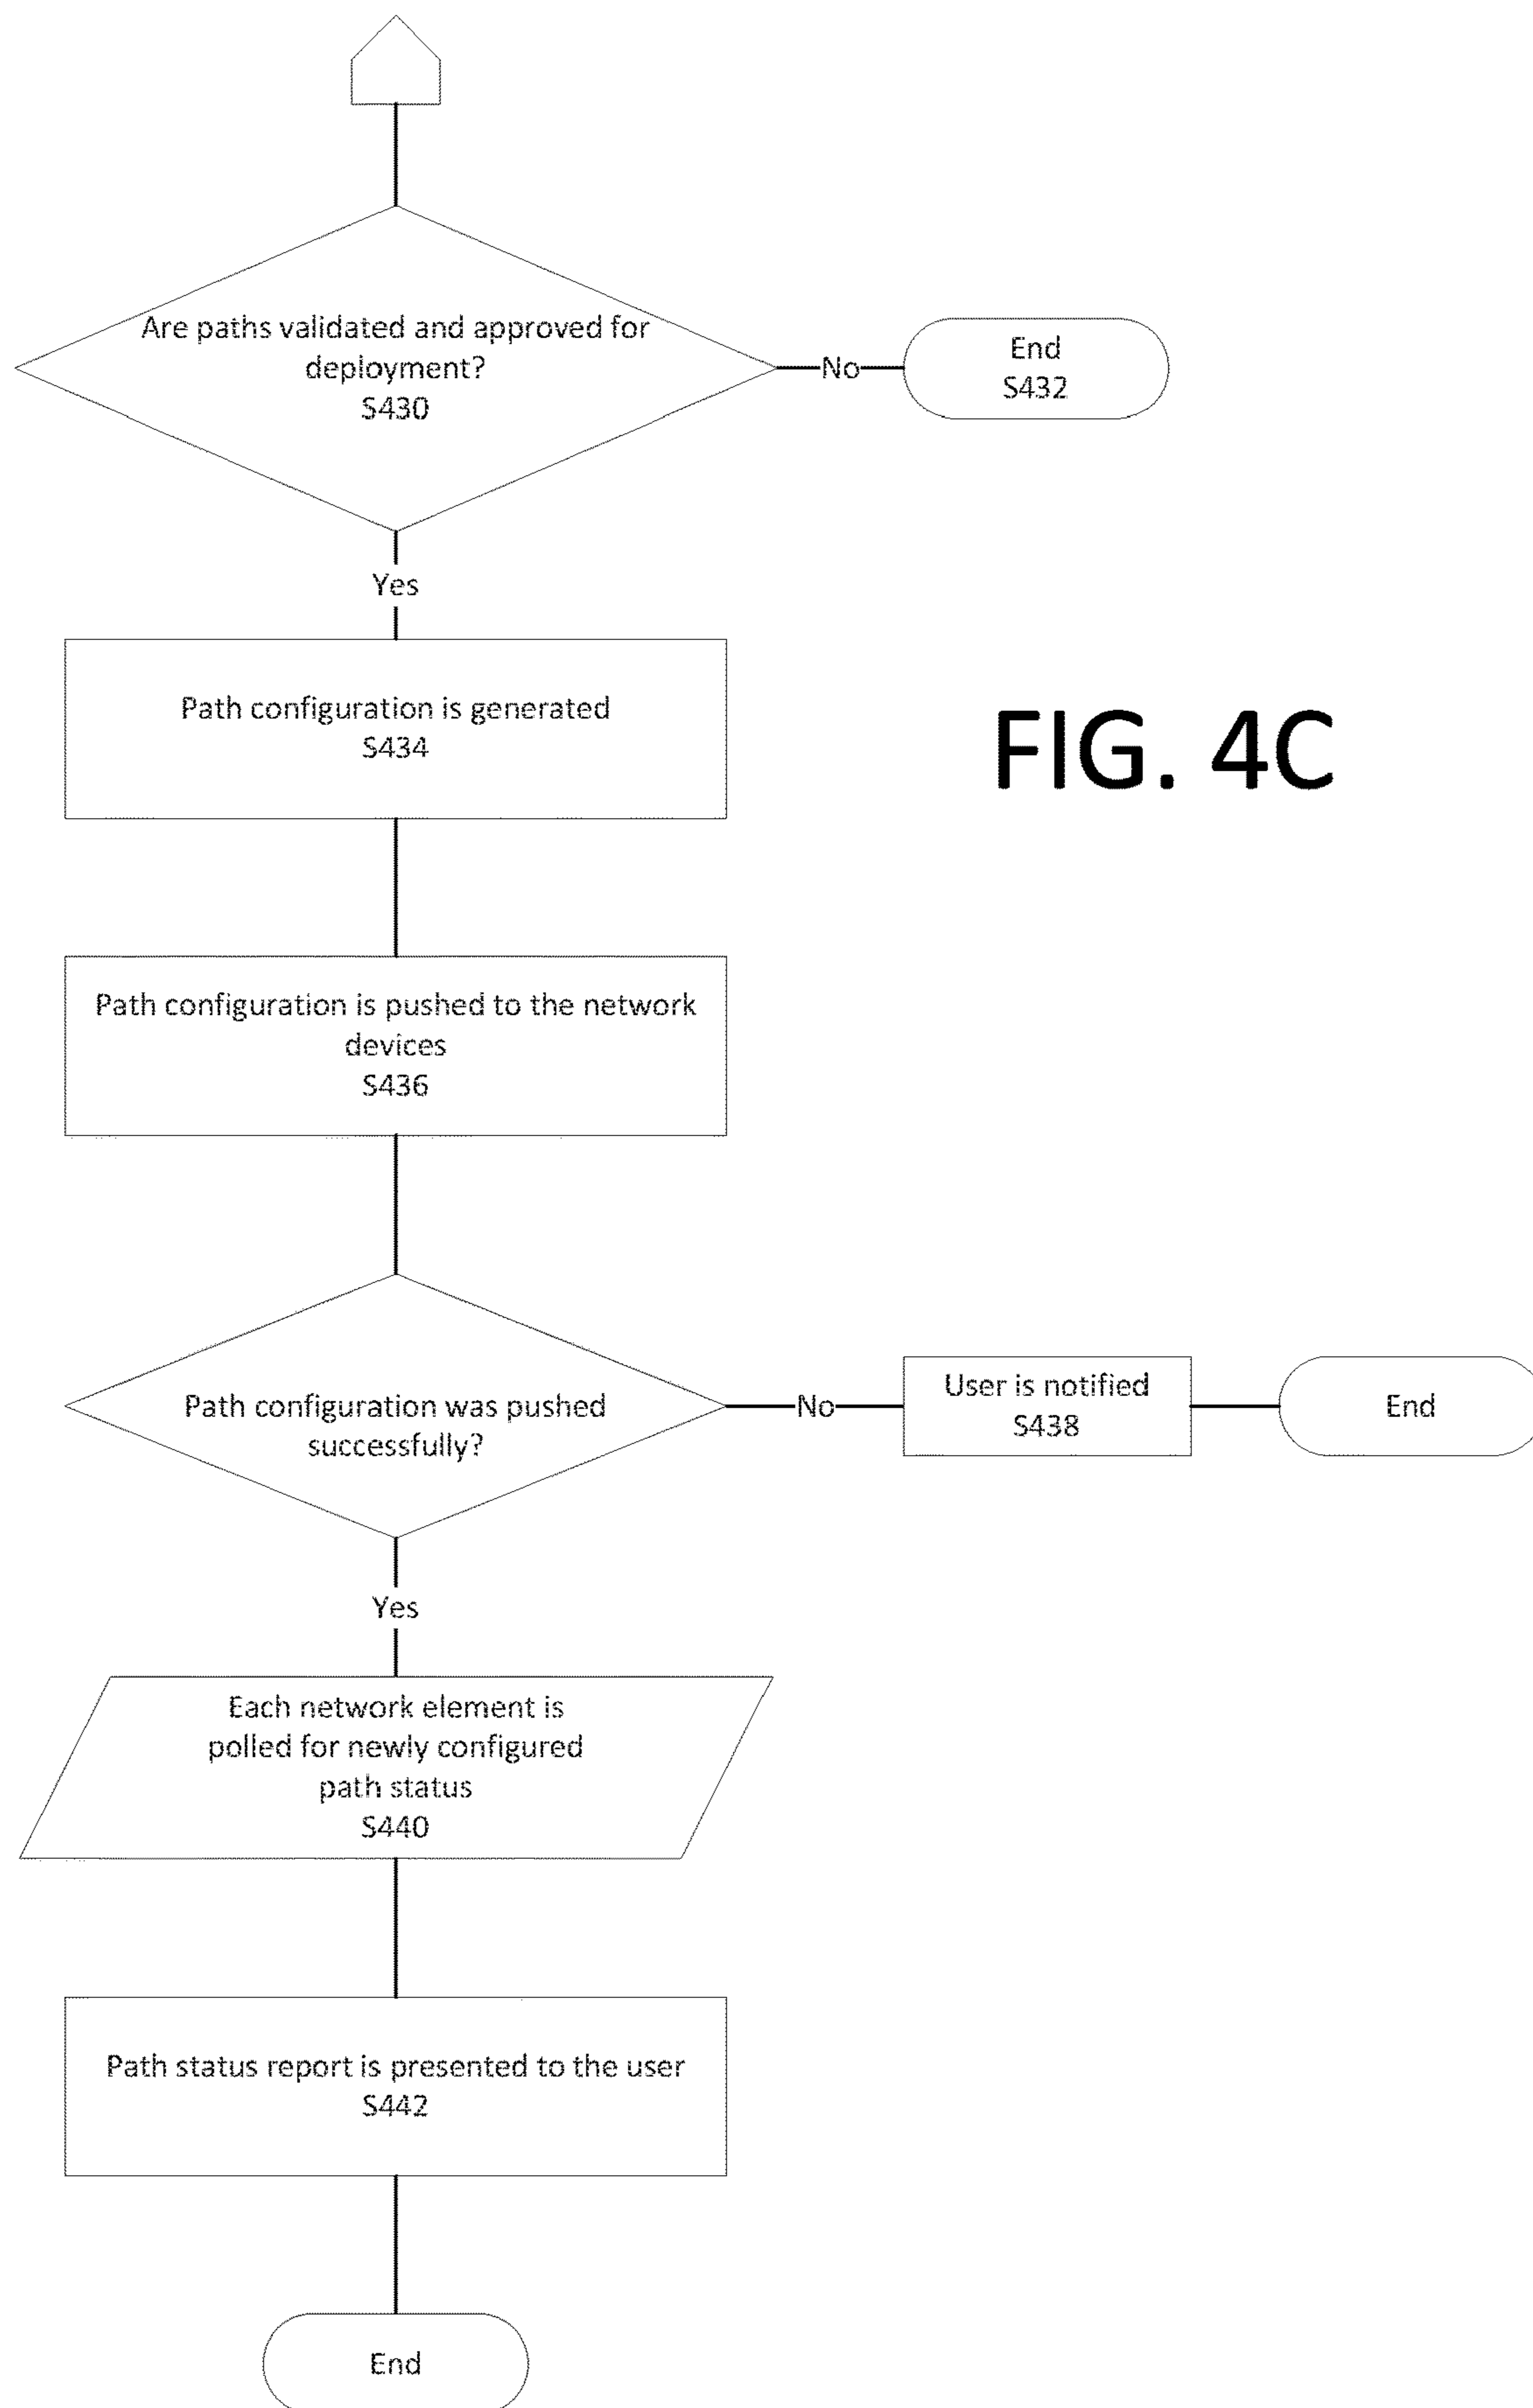 Are paths validated and approved for
deployment?
S430
No
End
S432
Yes
Path configuration is generated
S434
FIG. 4C
Path configuration is pushed to the network
devices
S436
Path configuration was pushed
successfully?
No
User is notified
S438
End
Yes
Each network element is
polled for newly configured
path status
S440
Path status report is presented to the user
S442
End